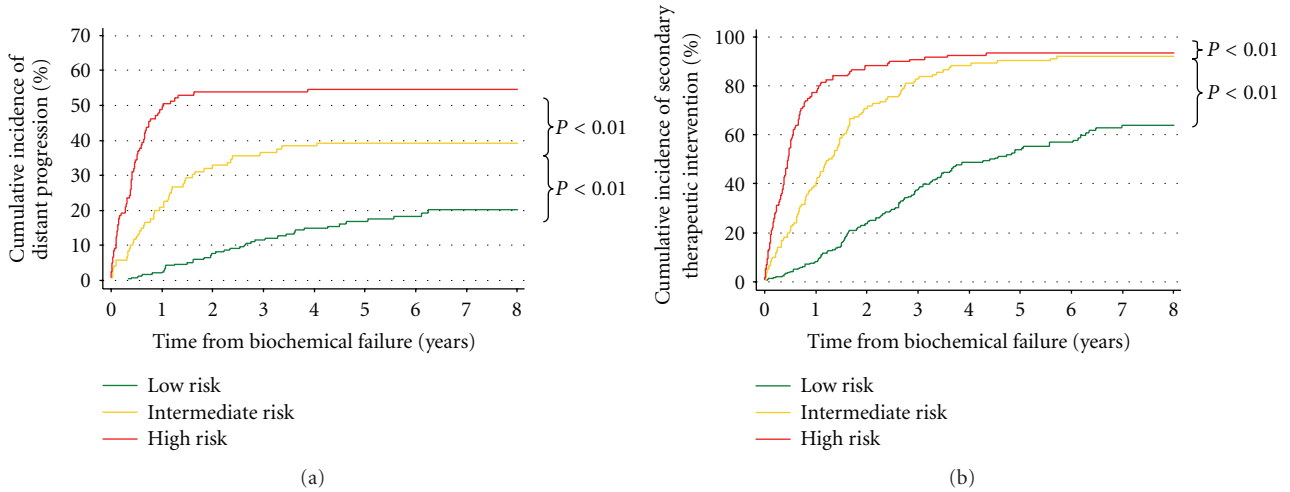 Cumulative incidence of
distant progression (%)
70
60
50
40
30
20
10
0
0 1 2 3 4 5 6 7 8
Time from biochemical failure (years)
P < 0.01
P < 0.01
Low risk
Intermediate risk
High risk
(a)
Cumulative incidence of secondary
therapeutic intervention (%)
100
80
60
40
20
0
0 1 2 3 4 5 6 7 8
Time from biochemical failure (years)
P < 0.01
P < 0.01
Low risk
Intermediate risk
High risk
(b)